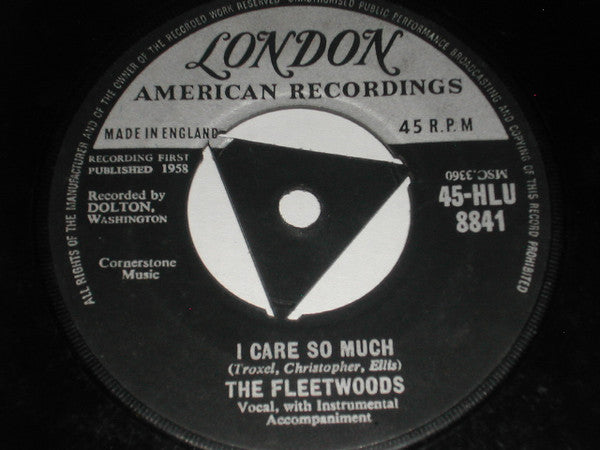 ALL RIGHTS OF THE MANUFACTURER AND OF THE OWNER OF THE RECORDED WORK RESERVED UNAUTHORISED PUBLIC PERFORMANCE BROADCASTING AND COPYING OF THIS RECORD PROHIBITED
LONDON
AMERICAN RECORDINGS
MADE IN ENGLAND
45 R.P.M
RECORDING FIRST
PUBLISHED 1958
MSC.3360
Recorded by
DOLTON,
WASHINGTON
45-HLU
8841
Cornerstone
Music
I CARE SO MUCH
(Troxel, Christopher, Ellis)
THE FLEETWOODS
Vocal, with Instrumental
Accompaniment